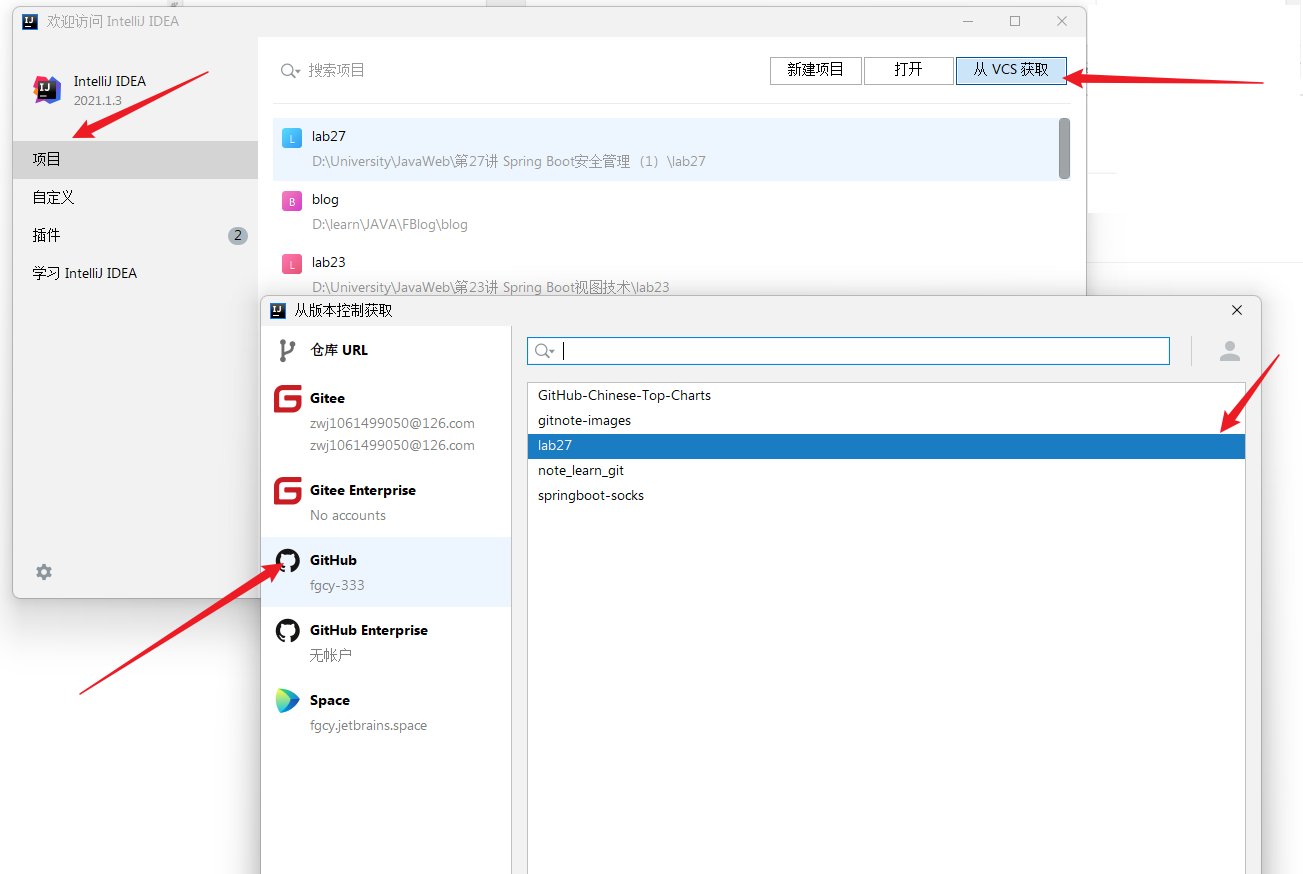 欢迎访问 IntelliJ IDEA
IntelliJ IDEA
2021.1.3
项目
自定义
插件
2
学习 IntelliJ IDEA
搜索项目
新建项目
打开
从 VCS 获取
L
lab27
D:\University\JavaWeb\第27讲 Spring Boot安全管理（1）\lab27
B
blog
D:\learn\JAVA\FBlog\blog
L
lab23
D:\University\JavaWeb\第23讲 Spring Boot视图技术\lab23
从版本控制获取
仓库 URL
Gitee
zwj1061499050@126.com
zwj1061499050@126.com
Gitee Enterprise
No accounts
GitHub
fgcy-333
GitHub Enterprise
无帐户
Space
fgcy.jetbrains.space
GitHub-Chinese-Top-Charts
gitnote-images
lab27
note_learn_git
springboot-socks